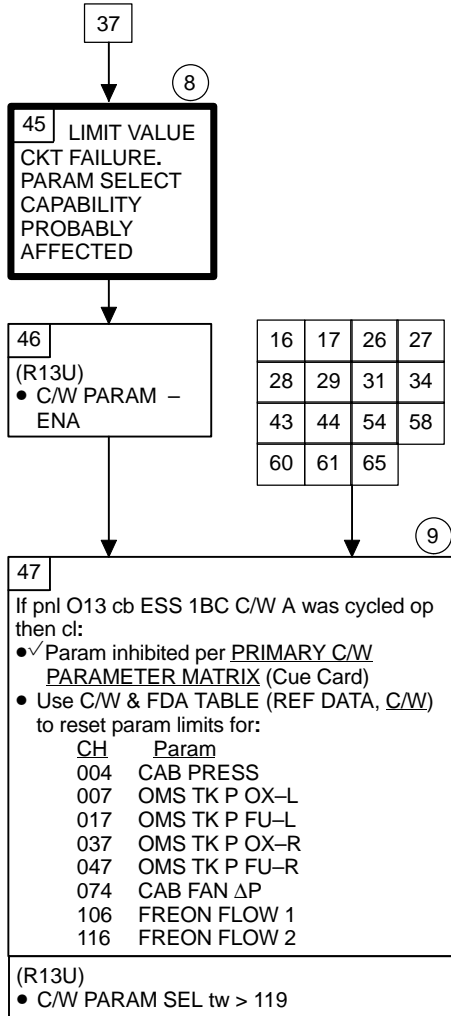 37
8
45 LIMIT VALUE
CKT FAILURE.
PARAM SELECT
CAPABILITY
PROBABLY
AFFECTED
46
(R13U)
• C/W PARAM –
ENA
16 17 26 27
28 29 31 34
43 44 54 58
60 61 65
9
47
If pnl O13 cb ESS 1BC C/W A was cycled op
then cl:
•√Param inhibited per PRIMARY C/W
PARAMETER MATRIX (Cue Card)
• Use C/W & FDA TABLE (REF DATA, C/W)
to reset param limits for:
CH Param
004 CAB PRESS
007 OMS TK P OX–L
017 OMS TK P FU–L
037 OMS TK P OX–R
047 OMS TK P FU–R
074 CAB FAN ΔP
106 FREON FLOW 1
116 FREON FLOW 2
(R13U)
• C/W PARAM SEL tw > 119